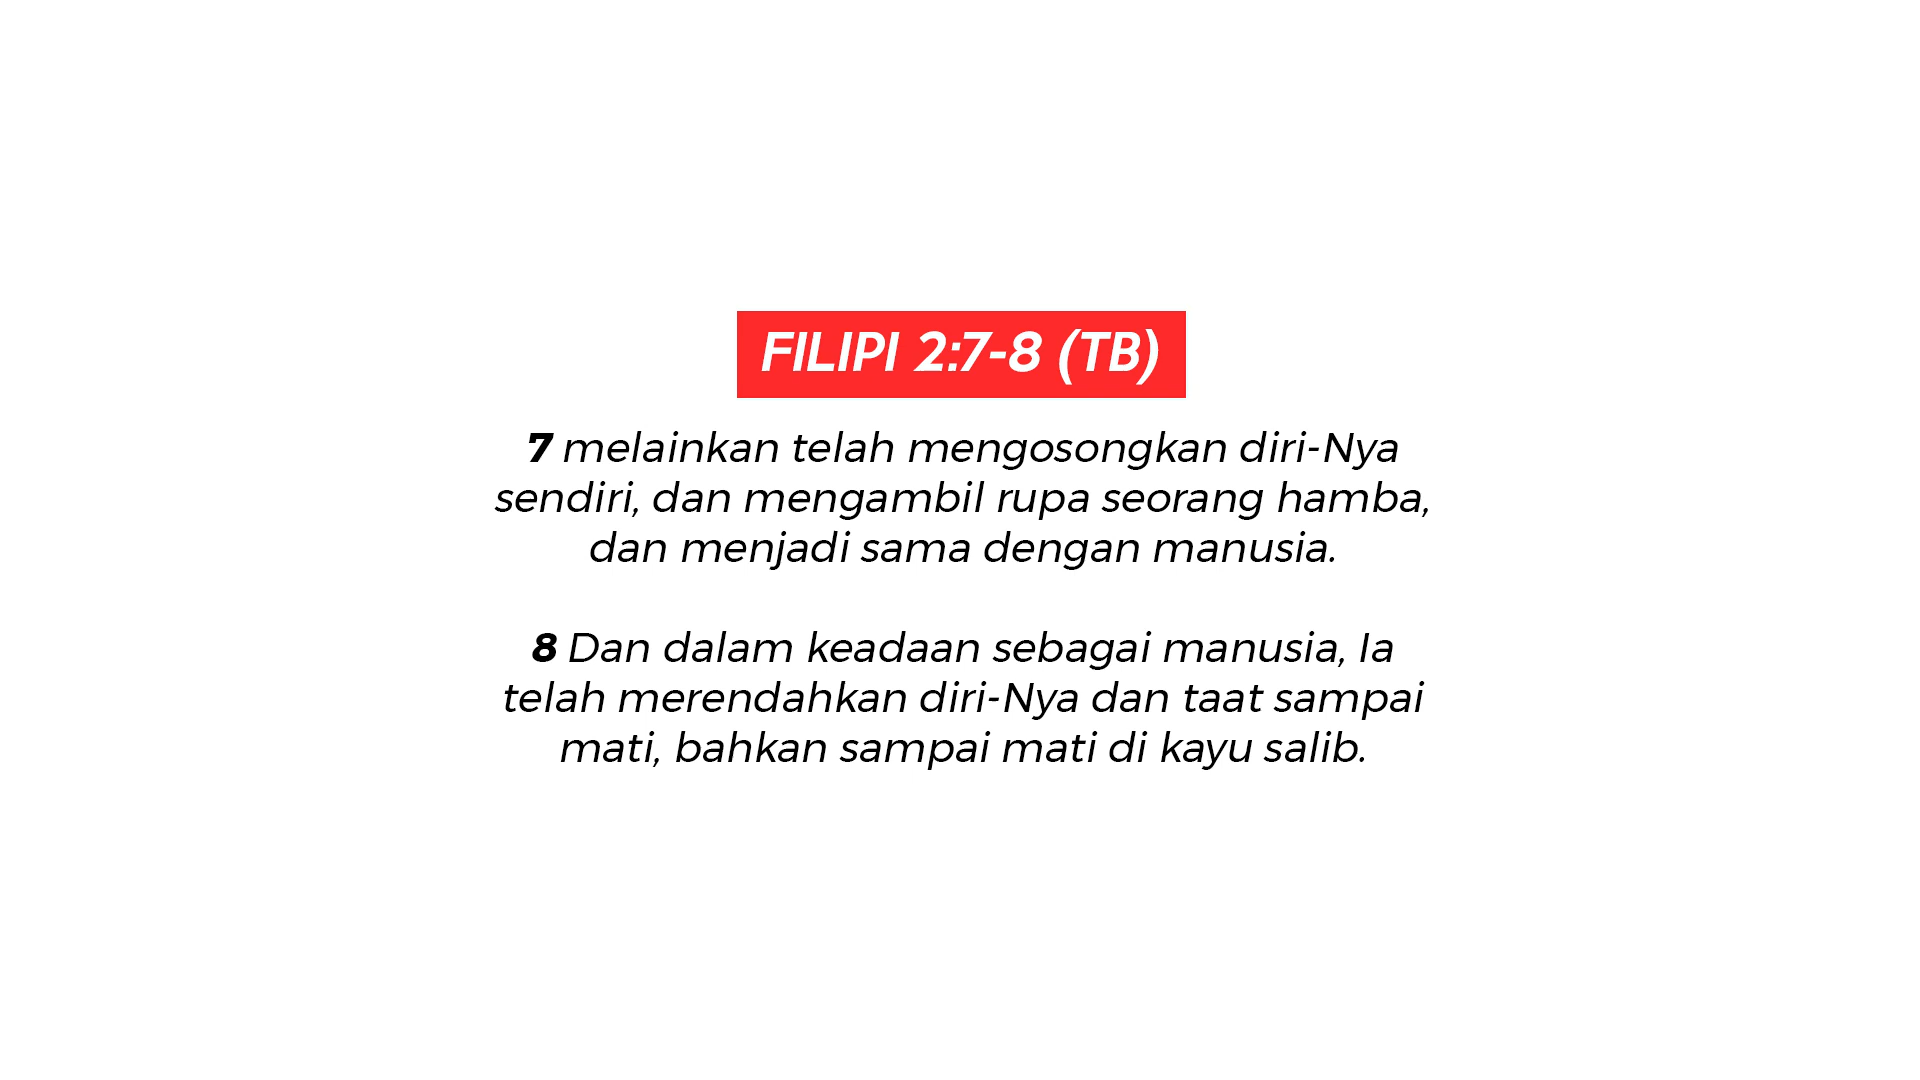 FILIPI 2:7-8 (TB)
7 melainkan telah mengosongkan diri-Nya
sendiri, dan mengambil rupa seorang hamba,
dan menjadi sama dengan manusia.
8 Dan dalam keadaan sebagai manusia, Ia
telah merendahkan diri-Nya dan taat sampai
mati, bahkan sampai mati di kayu salib.